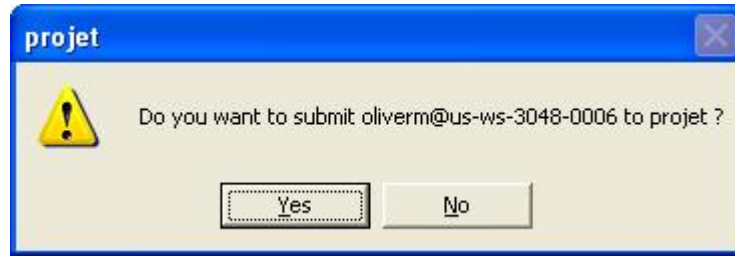 projet
Do you want to submit oliverm@us-ws-3048-0006 to projet ?
Yes
No